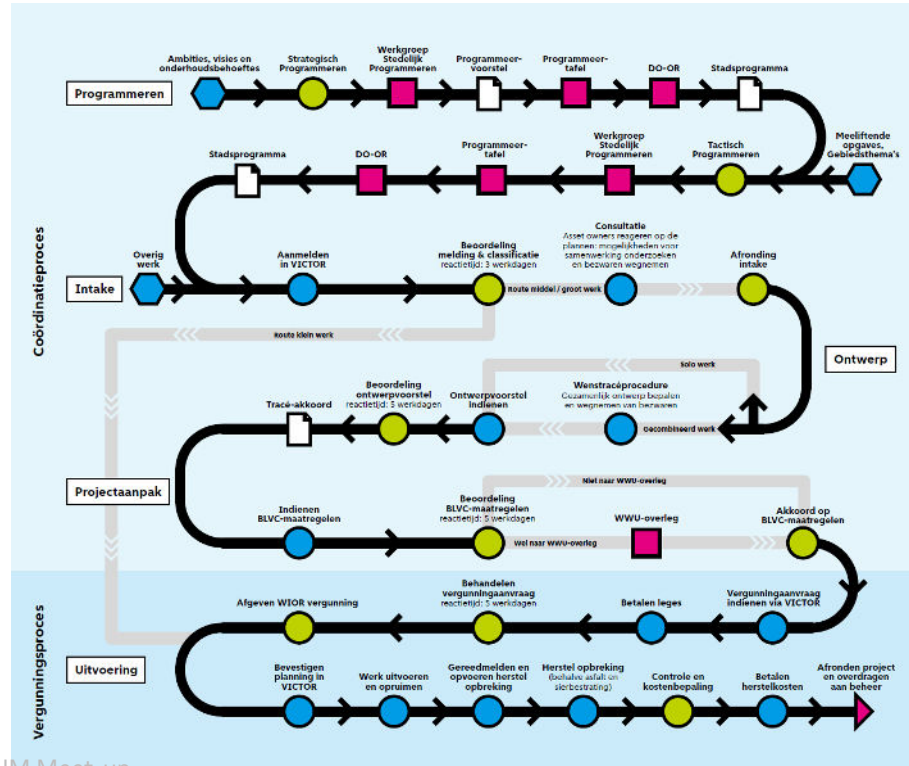 Ambities, visies en
onderhoudsbehoeftes
Strategisch
Programmeren
Werkgroep
Stedelijk
Programmeren
Programmeer-
voorstel
Programmeer-
tafel
DO-OR
Stadsprogramma
Programmeren
Stadsprogramma
DO-OR
Programmeer-
tafel
Werkgroep
Stedelijk
Programmeren
Tactisch
Programmeren
Meeliftende
opgaves,
Gebiedsthema's
Coördinatieproces
Overig
werk
Aanmelden
in VICTOR
Beoordeling
melding & classificatie
reactietijd: 3 werkdagen
Consultatie
Asset owners reageren op de
plannen: mogelijkheden voor
samenwerking onderzoeken
en bezwaren wegnemen
Afronding
intake
Intake
Route middel / groot werk
Route klein werk
Ontwerp
Solo werk
Tracé-akkoord
Beoordeling
ontwerpvoorstel
reactietijd: 5 werkdagen
Ontwerpvoorstel
indienen
Wenstracéprocedure
Gezamenlijk ontwerp bepalen
en wegnemen van bezwaren
Gecombineerd werk
Projectaanpak
Niet naar WWU-overleg
Indienen
BLVC-maatregelen
Beoordeling
BLVC-maatregelen
reactietijd: 5 werkdagen
WWU-overleg
Akkoord op
BLVC-maatregelen
Wel naar WWU-overleg
Vergunningsproces
Afgeven WIOR vergunning
Behandelen
vergunningaanvraag
reactietijd: 5 werkdagen
Betalen leges
Vergunningaanvraag
indienen via VICTOR
Uitvoering
Bevestigen
planning in
VICTOR
Werk uitvoeren
en opruimen
Gereedmelden en
opvoeren herstel
opbreking
Herstel opbreking
(behalve asfalt en
sierbestrating)
Controle en
kostenbepaling
Betalen
herstelkosten
Afronden project
en overdragen
aan beheer